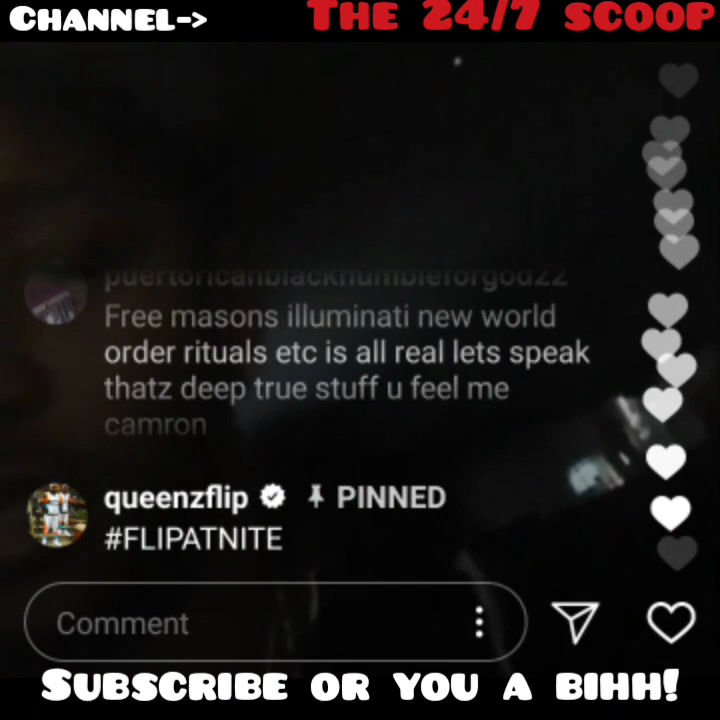 Channel-> The 24/7 scoop
puertoricanblackhumbleforgod22
Free masons illuminati new world
order rituals etc is all real lets speak
thatz deep true stuff u feel me
camron
queenzflip PINNED
#FLIPATNITE
Comment
Subscribe or you a bihh!